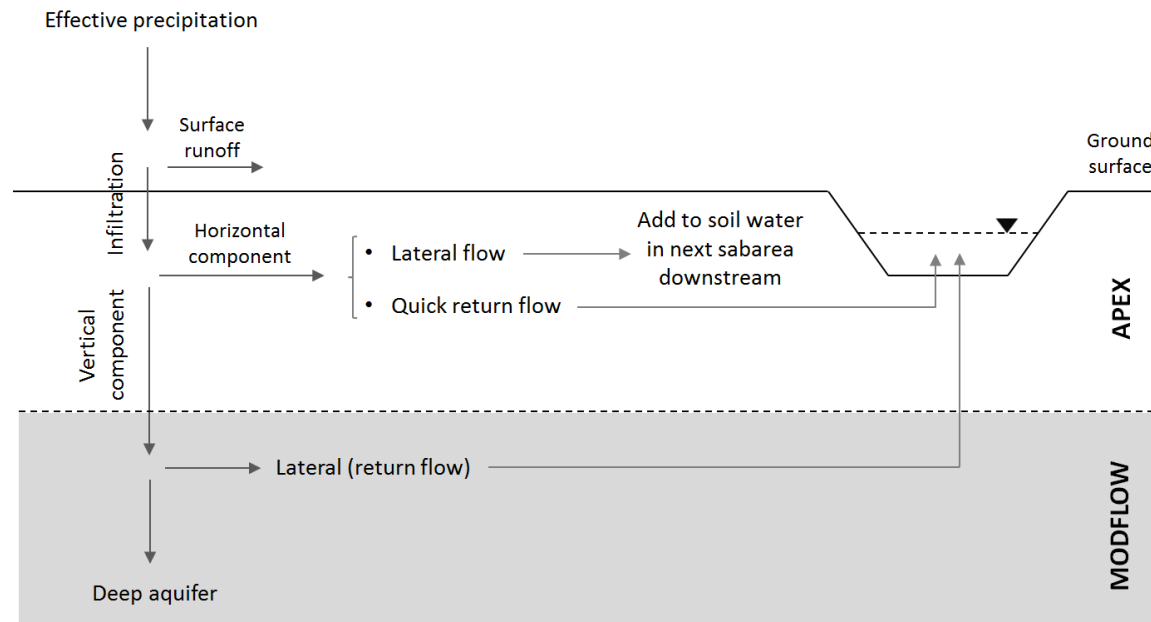 Effective precipitation
Surface
runoff
Ground
surface
Infiltration
Horizontal
component
• Lateral flow
Add to soil water
in next sabarea
downstream
• Quick return flow
Vertical
component
APEX
Lateral (return flow)
MODFLOW
Deep aquifer